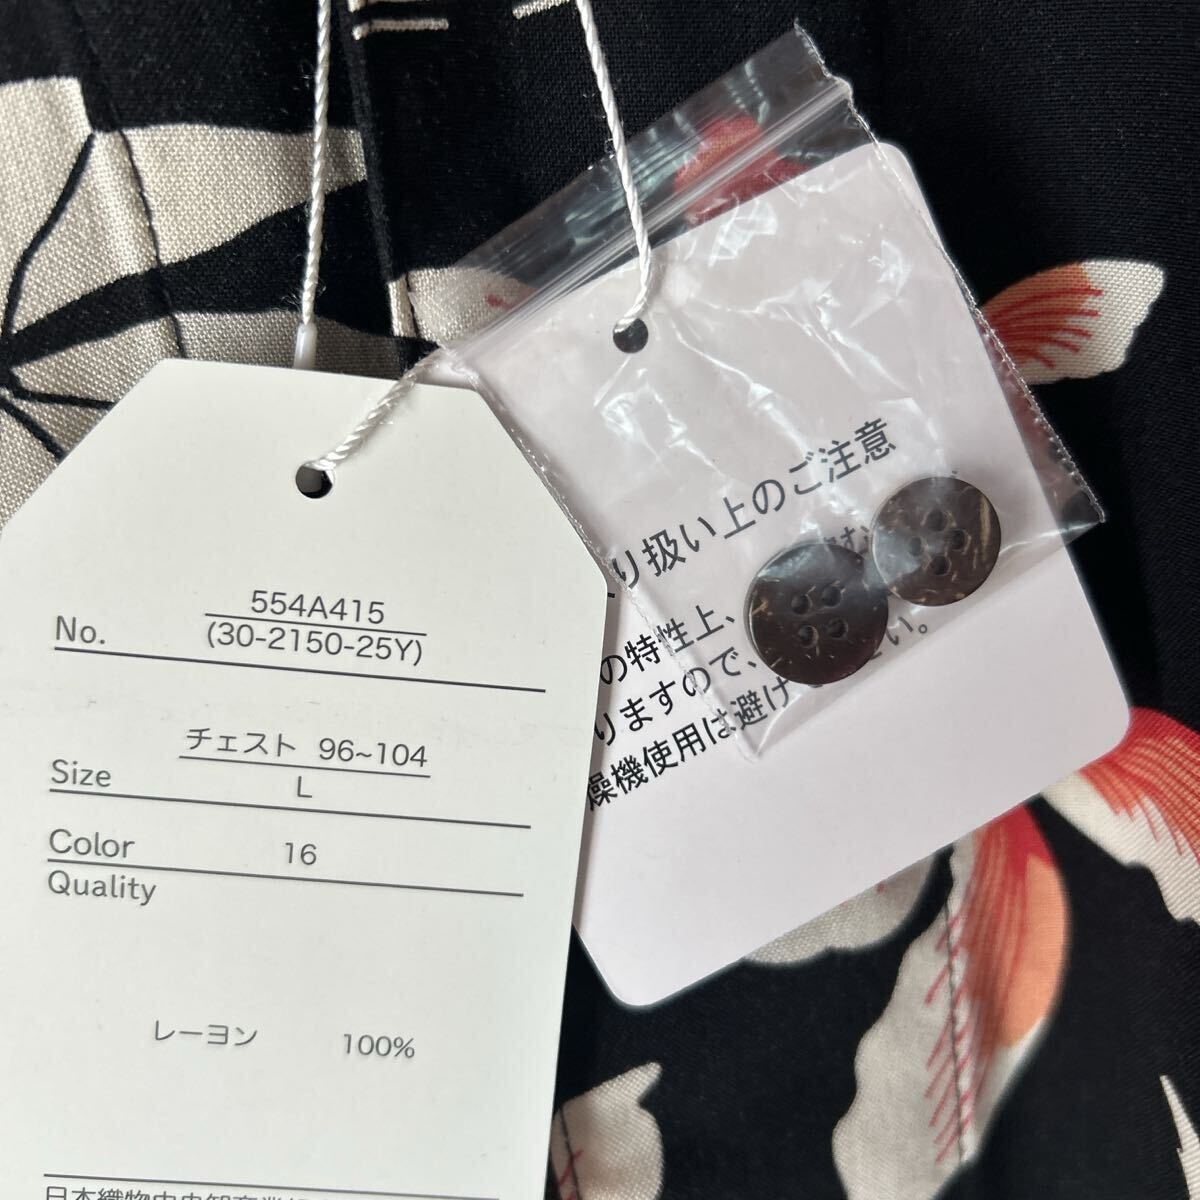 554A415
No. (30-2150-25Y)
チェスト 96~104
Size L
Color 16
Quality
レーヨン 100%
り扱い上のご注意
む
の特性上、
りますので、
燥機使用は避け い。